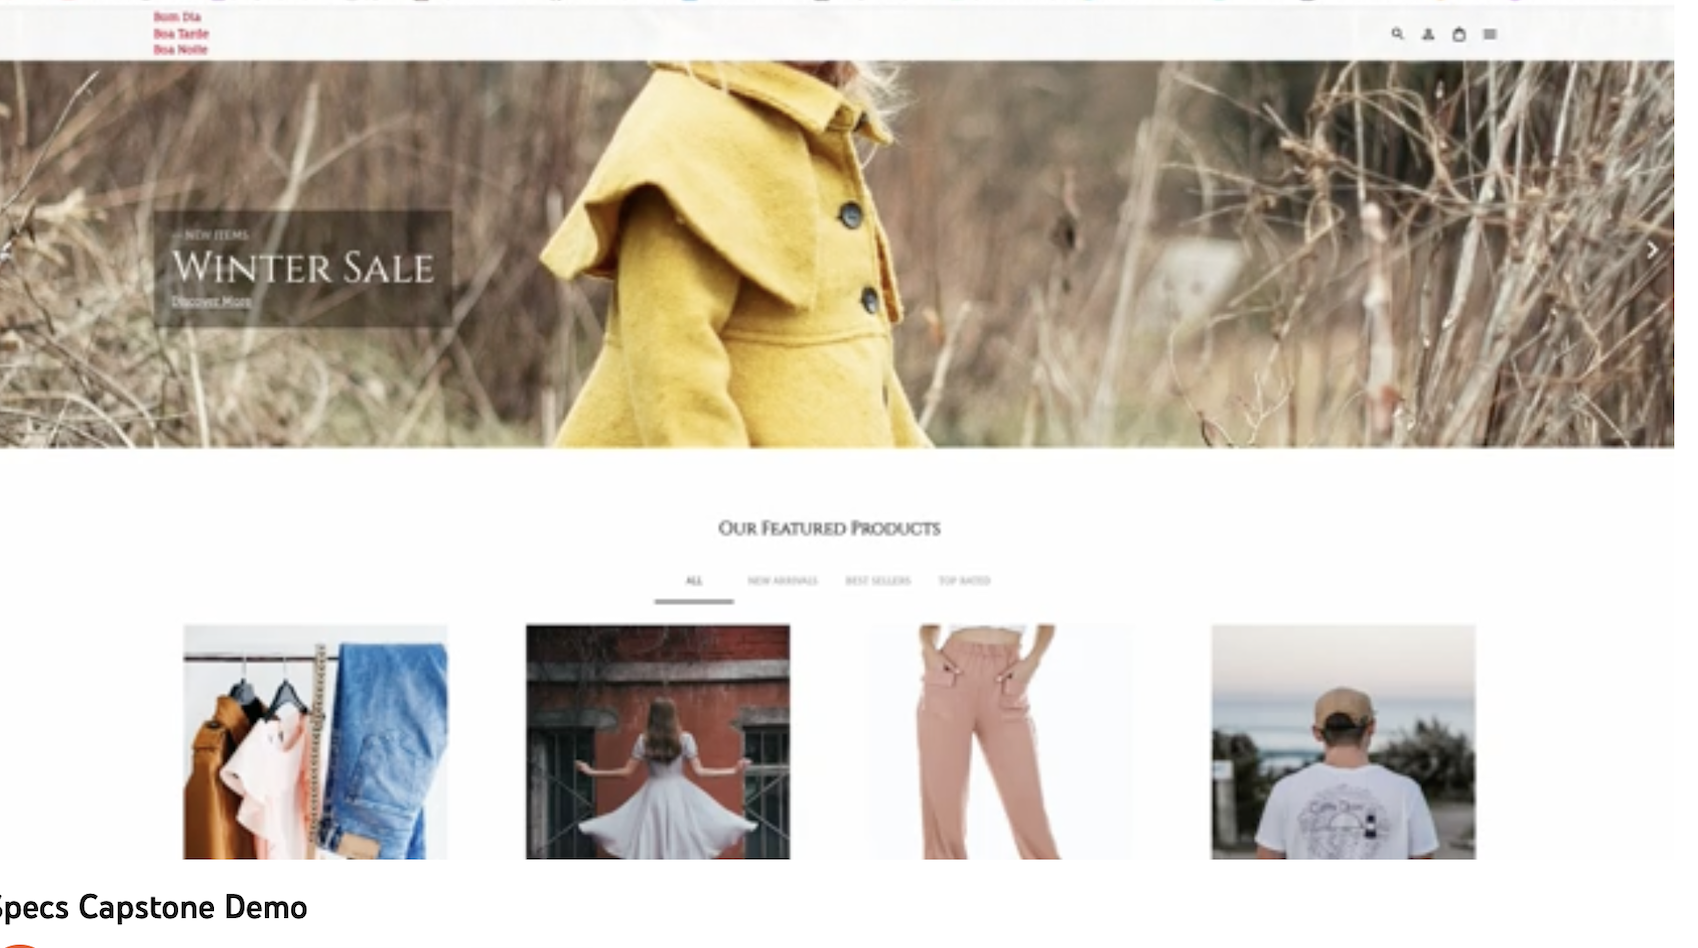 Bom Dia
Boa Tarde
Boa Noite
-- NEW ITEMS
WINTER SALE
Discover More
OUR FEATURED PRODUCTS
ALL NEW ARRIVALS BEST SELLERS TOP RATED
Specs Capstone Demo